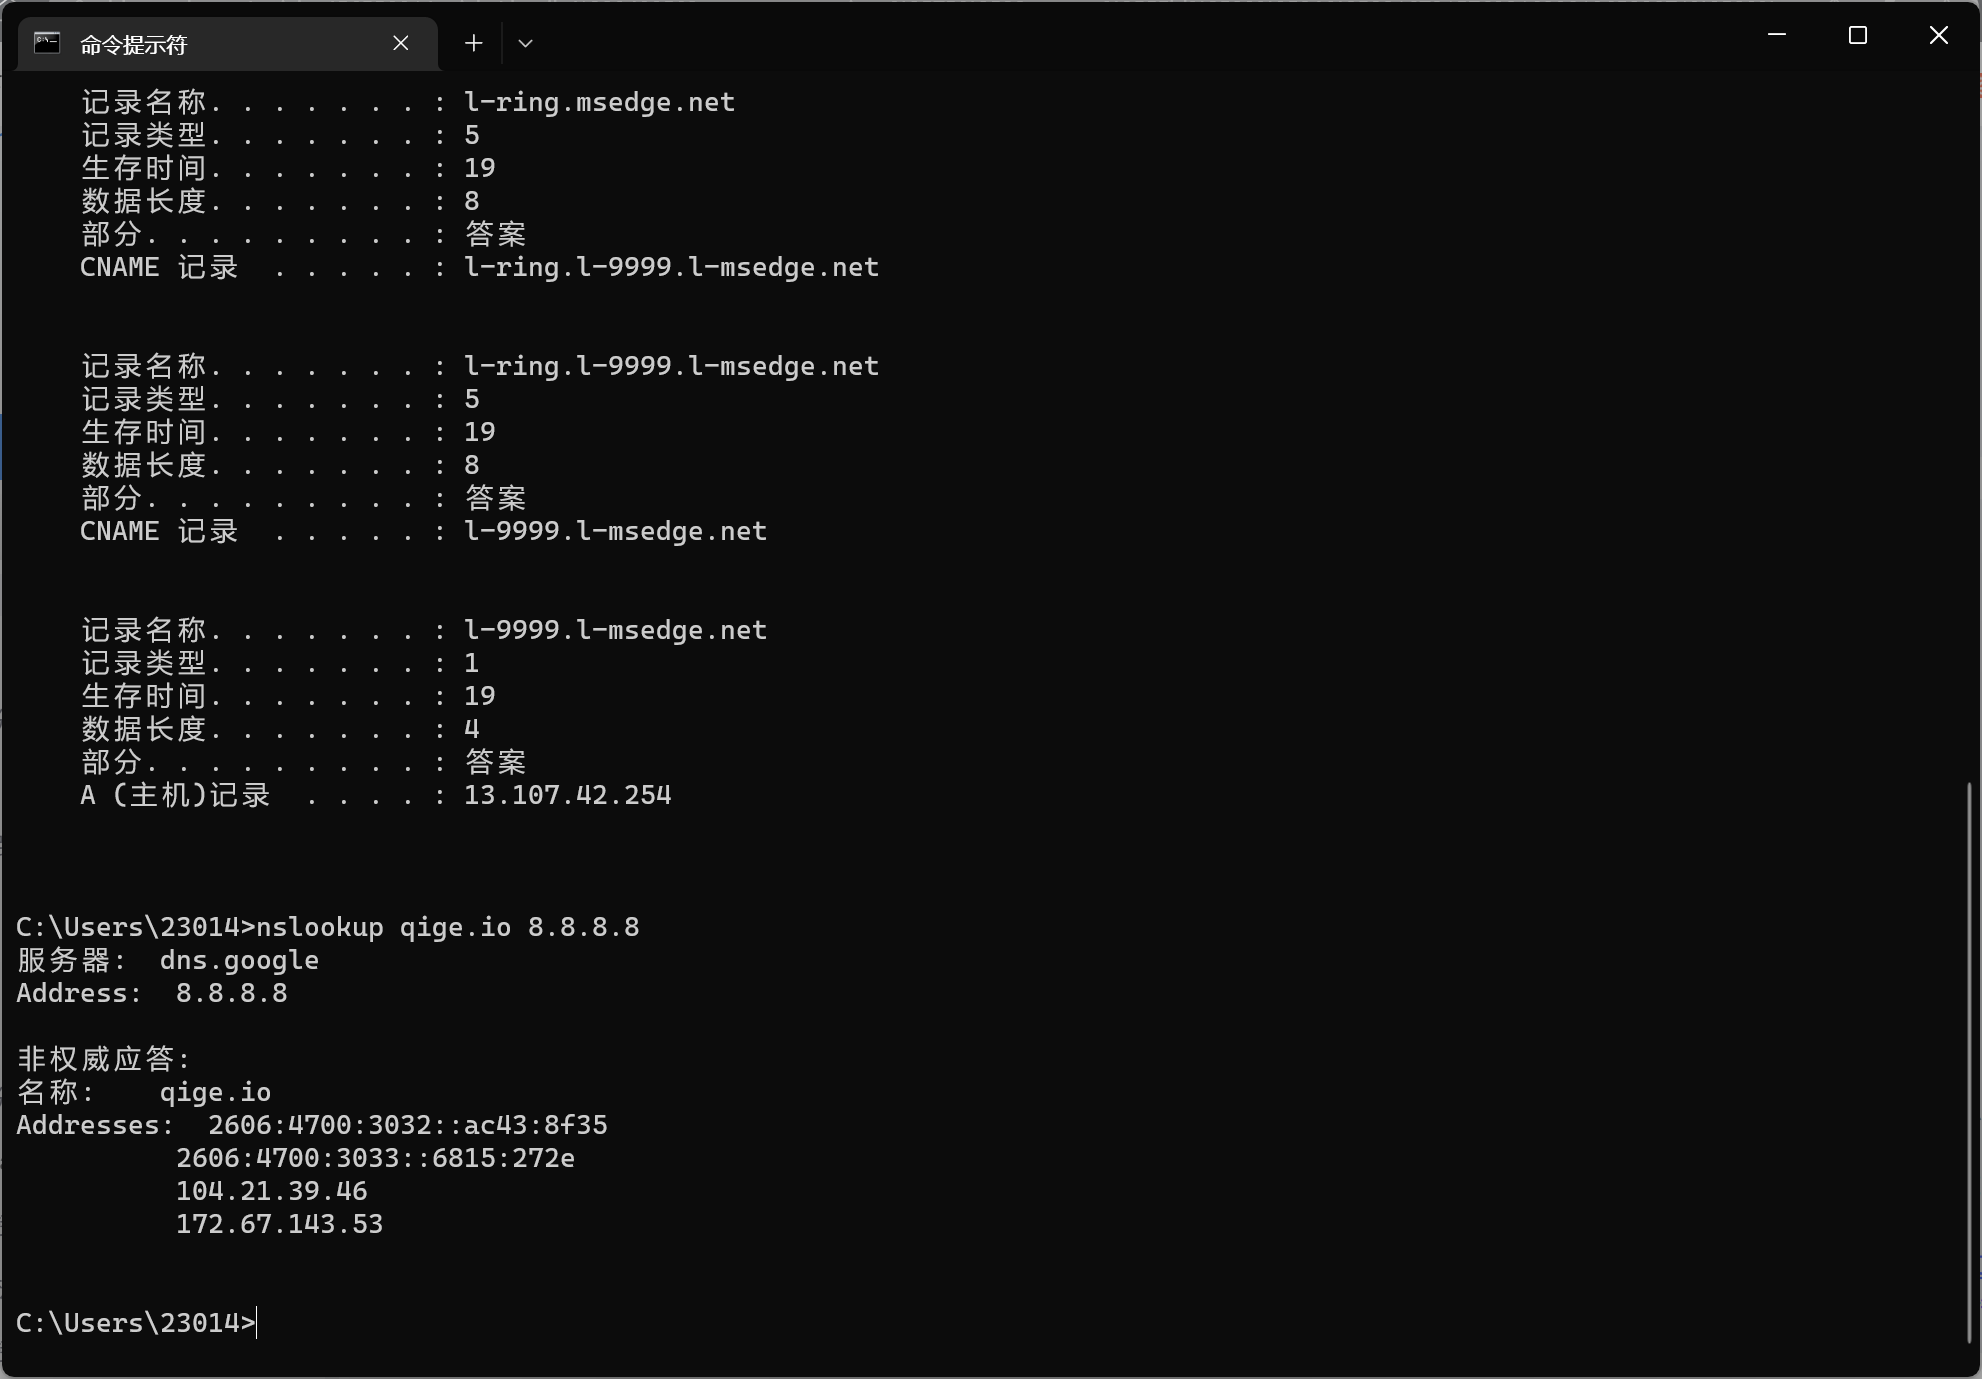 命令提示符
记录名称. . . . . . . : l-ring.msedge.net
记录类型. . . . . . . : 5
生存时间. . . . . . . : 19
数据长度. . . . . . . : 8
部分. . . . . . . . . : 答案
CNAME 记录  . . . . . : l-ring.l-9999.l-msedge.net
记录名称. . . . . . . : l-ring.l-9999.l-msedge.net
记录类型. . . . . . . : 5
生存时间. . . . . . . : 19
数据长度. . . . . . . : 8
部分. . . . . . . . . : 答案
CNAME 记录  . . . . . : l-9999.l-msedge.net
记录名称. . . . . . . : l-9999.l-msedge.net
记录类型. . . . . . . : 1
生存时间. . . . . . . : 19
数据长度. . . . . . . : 4
部分. . . . . . . . . : 答案
A (主机)记录  . . . . : 13.107.42.254
C:\Users\23014>nslookup qige.io 8.8.8.8
服务器:  dns.google
Address:  8.8.8.8
非权威应答:
名称:    qige.io
Addresses:  2606:4700:3032::ac43:8f35
2606:4700:3033::6815:272e
104.21.39.46
172.67.143.53
C:\Users\23014>